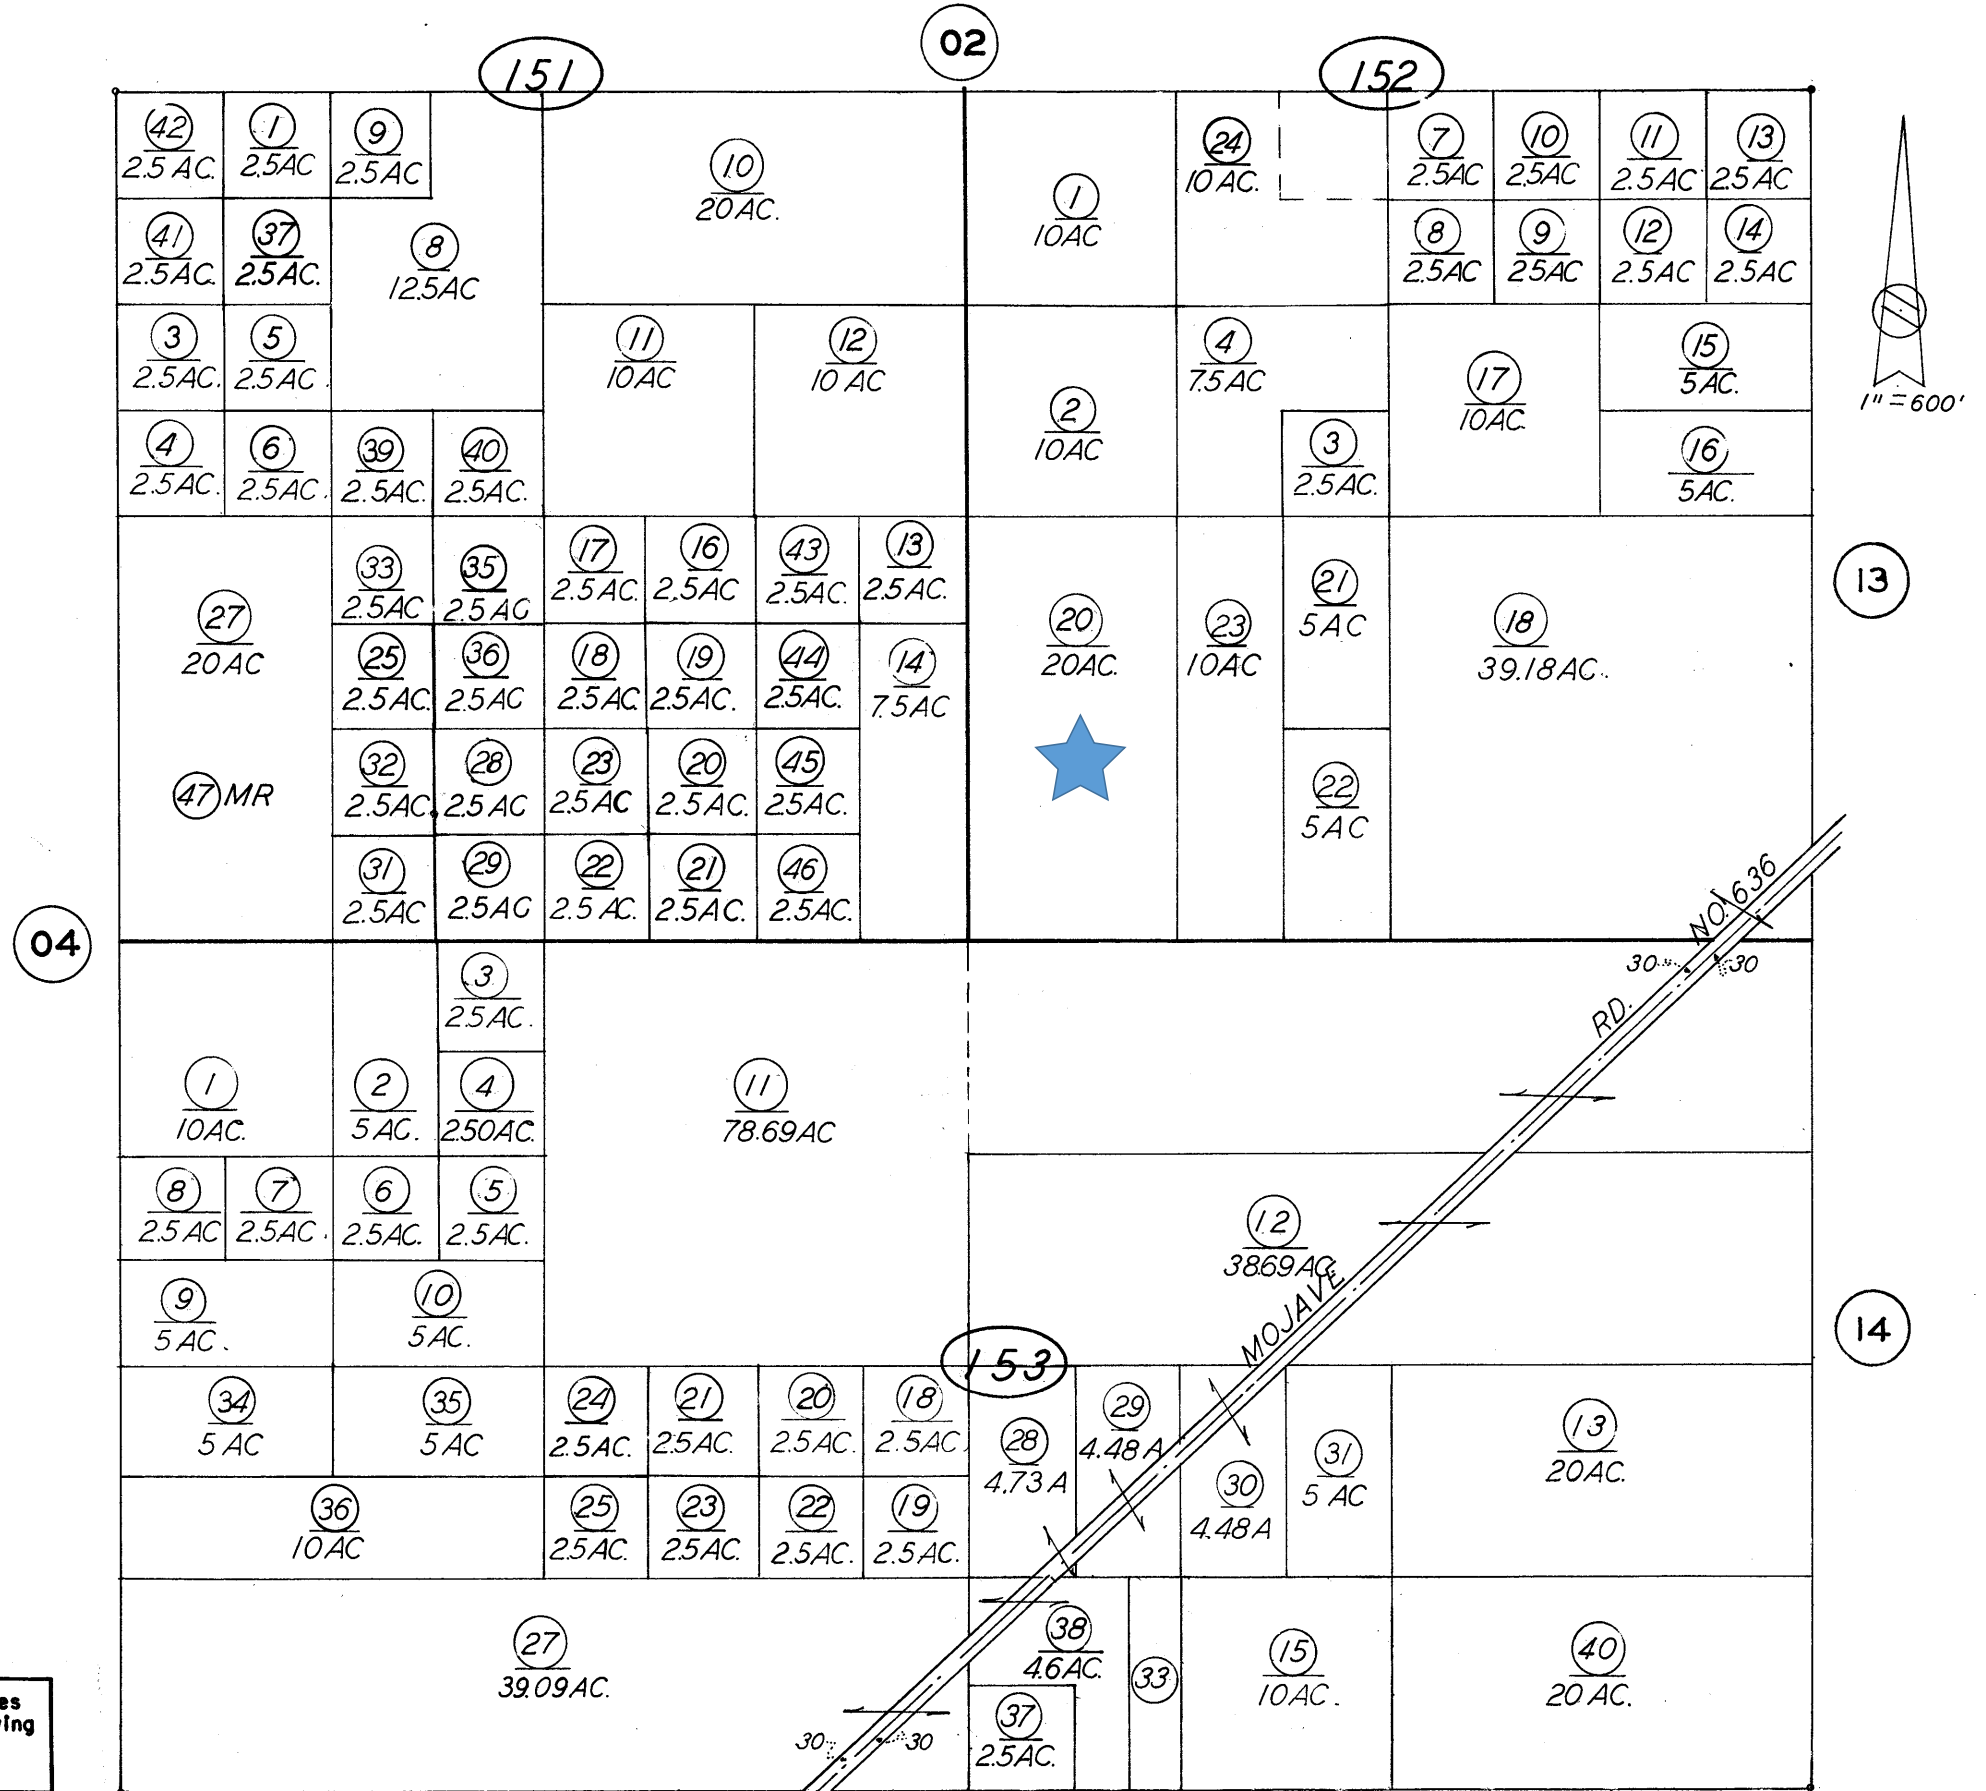 02
151
152
42
2.5 AC.
1
2.5AC
9
2.5AC
10
20AC.
1
10AC
24
10 AC.
7
2.5AC
10
2.5AC
11
2.5AC
13
2.5 AC
41
2.5AC.
37
2.5AC.
8
12.5AC
8
2.5AC
9
25AC
12
2.5AC
14
2.5AC
3
2.5AC.
5
2.5AC.
11
10AC
12
10 AC
2
10AC
4
7.5AC
17
10AC.
15
5AC.
1" = 600'
4
2.5AC.
6
2.5AC.
39
2.5AC.
40
2.5AC.
3
2.5AC.
16
5AC.
27
20AC
47 MR
33
2.5AC
35
2.5AC
17
2.5AC.
16
2.5AC
43
2.5AC.
13
2.5AC.
20
20AC.
23
10AC
21
5AC
18
39.18AC.
13
25
2.5AC.
36
2.5AC
18
2.5AC
19
2.5AC.
44
2.5AC.
14
7.5AC
32
2.5AC.
28
2.5AC
23
2.5AC
20
2.5AC.
45
2.5AC.
22
5AC
31
2.5AC
29
2.5AC
22
2.5 AC.
21
2.5AC.
46
2.5AC.
04
MOJAVE RD. NO. 636
30
30
1
10AC.
2
5AC.
3
2.5AC.
4
2.50AC.
11
78.69AC
8
2.5AC
7
2.5AC.
6
2.5AC.
5
2.5AC.
12
38.69AC
9
5AC.
10
5AC.
14
153
34
5AC
35
5AC
24
2.5AC.
21
2.5AC.
20
2.5AC.
18
2.5AC
28
4.73A
29
4.48A
30
4.48A
31
5 AC
13
20AC.
36
10AC
25
2.5AC.
23
2.5AC.
22
2.5AC.
19
2.5AC.
27
39.09AC.
38
4.6AC.
33
15
10AC.
40
20AC.
37
2.5AC.
30
30
es
ing